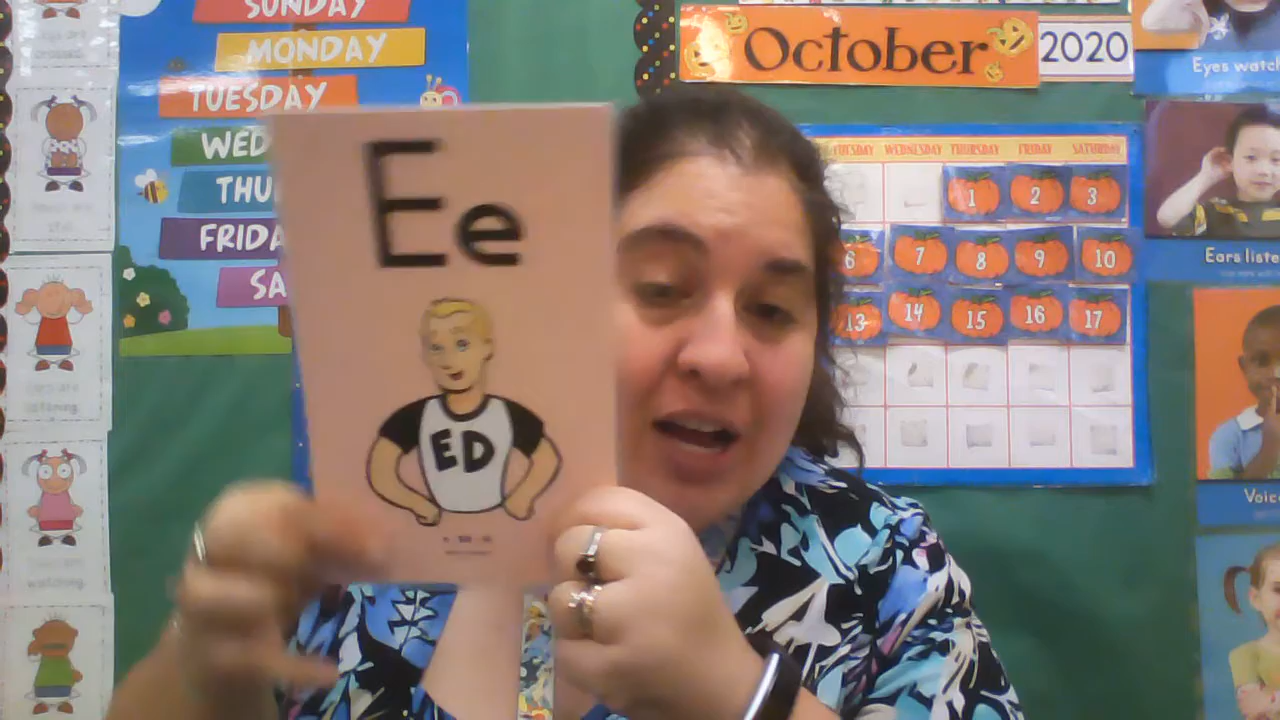 SUNDAY
MONDAY
TUESDAY
WED
THU
FRIDA
SA
Ee
ED
October
2020
TUESDAY WEDNESDAY THURSDAY FRIDAY SATURDAY
1 2 3
6 7 8 9 10
13 14 15 16 17
Eyes watch
Ears liste
Voic
listening.
watching.